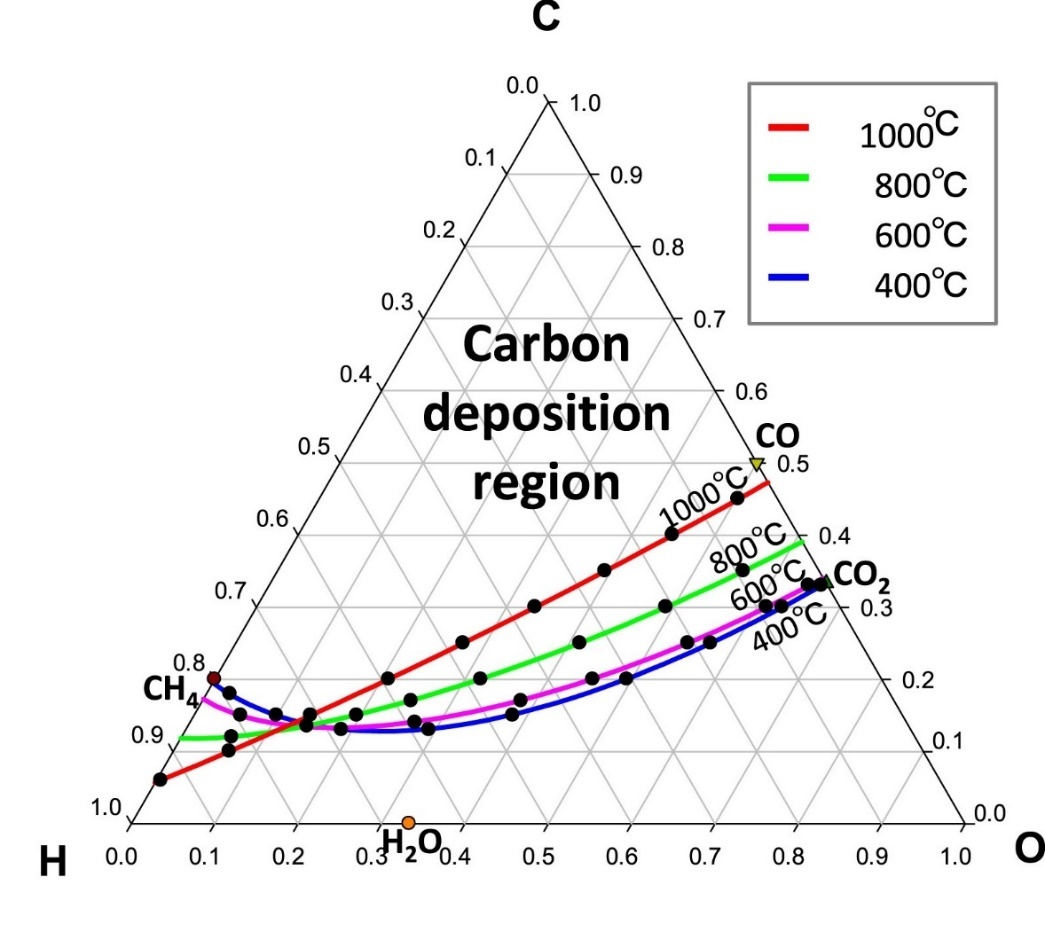 C
0.0
1.0
0.1
0.9
0.2
0.8
0.3
0.7
0.4
0.6
0.5
0.5
0.6
0.4
0.7
0.3
0.8
0.2
0.9
0.1
1.0
0.0
1000°C
800°C
600°C
400°C
Carbon
deposition
region
CO
1000°C
800°C
600°C
CO₂
400°C
CH₄
H₂O
H
0.0 0.1 0.2 0.3 0.4 0.5 0.6 0.7 0.8 0.9 1.0
O